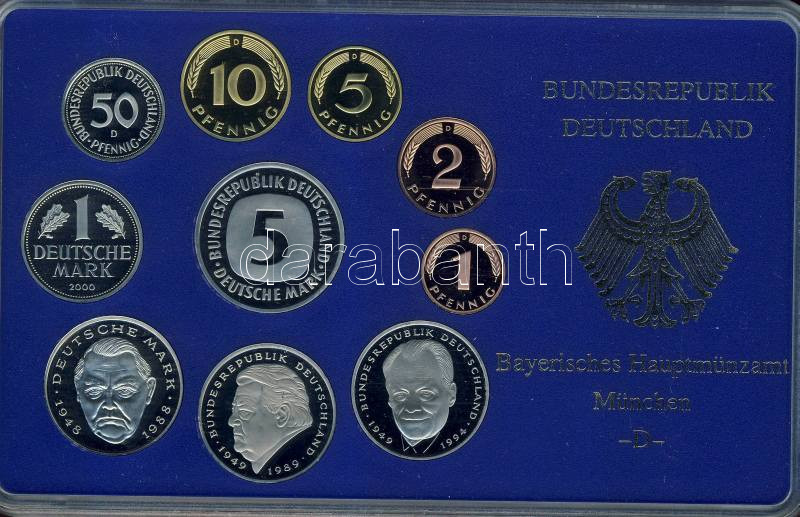 50
BUNDESREPUBLIK DEUTSCHLAND
D
PFENNIG
D
10
PFENNIG
D
5
PFENNIG
D
2
PFENNIG
D
1
PFENNIG
1
DEUTSCHE
MARK
2000
BUNDESREPUBLIK DEUTSCHLAND
5
DEUTSCHE MARK
DEUTSCHE MARK
1948 1988
BUNDESREPUBLIK DEUTSCHLAND
1949 1989
BUNDESREPUBLIK DEUTSCHLAND
1949 1994
BUNDESREPUBLIK
DEUTSCHLAND
Bayerisches Hauptmünzamt
München
-D-
darabanth